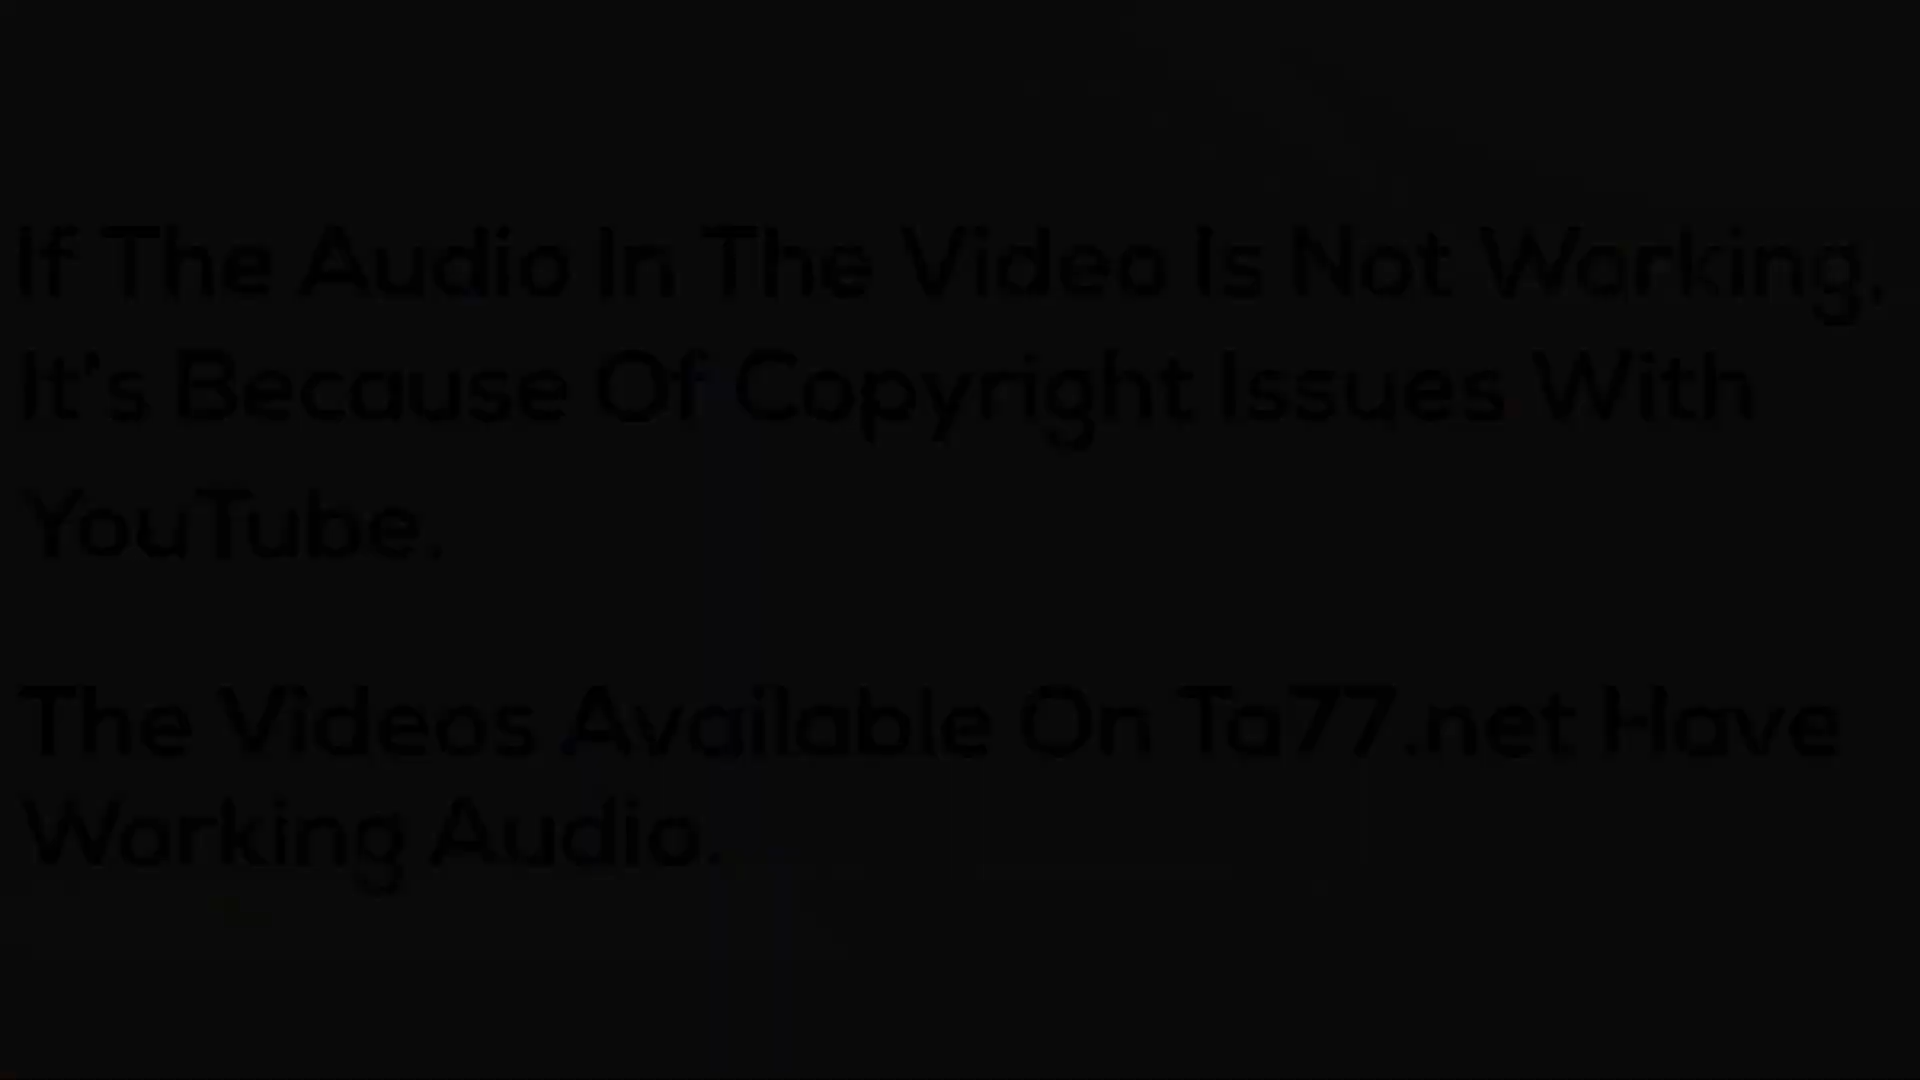 If The Audio In The Video Is Not Working,
It's Because Of Copyright Issues With
YouTube.
The Videos Available On Ta77.net Have
Working Audio.